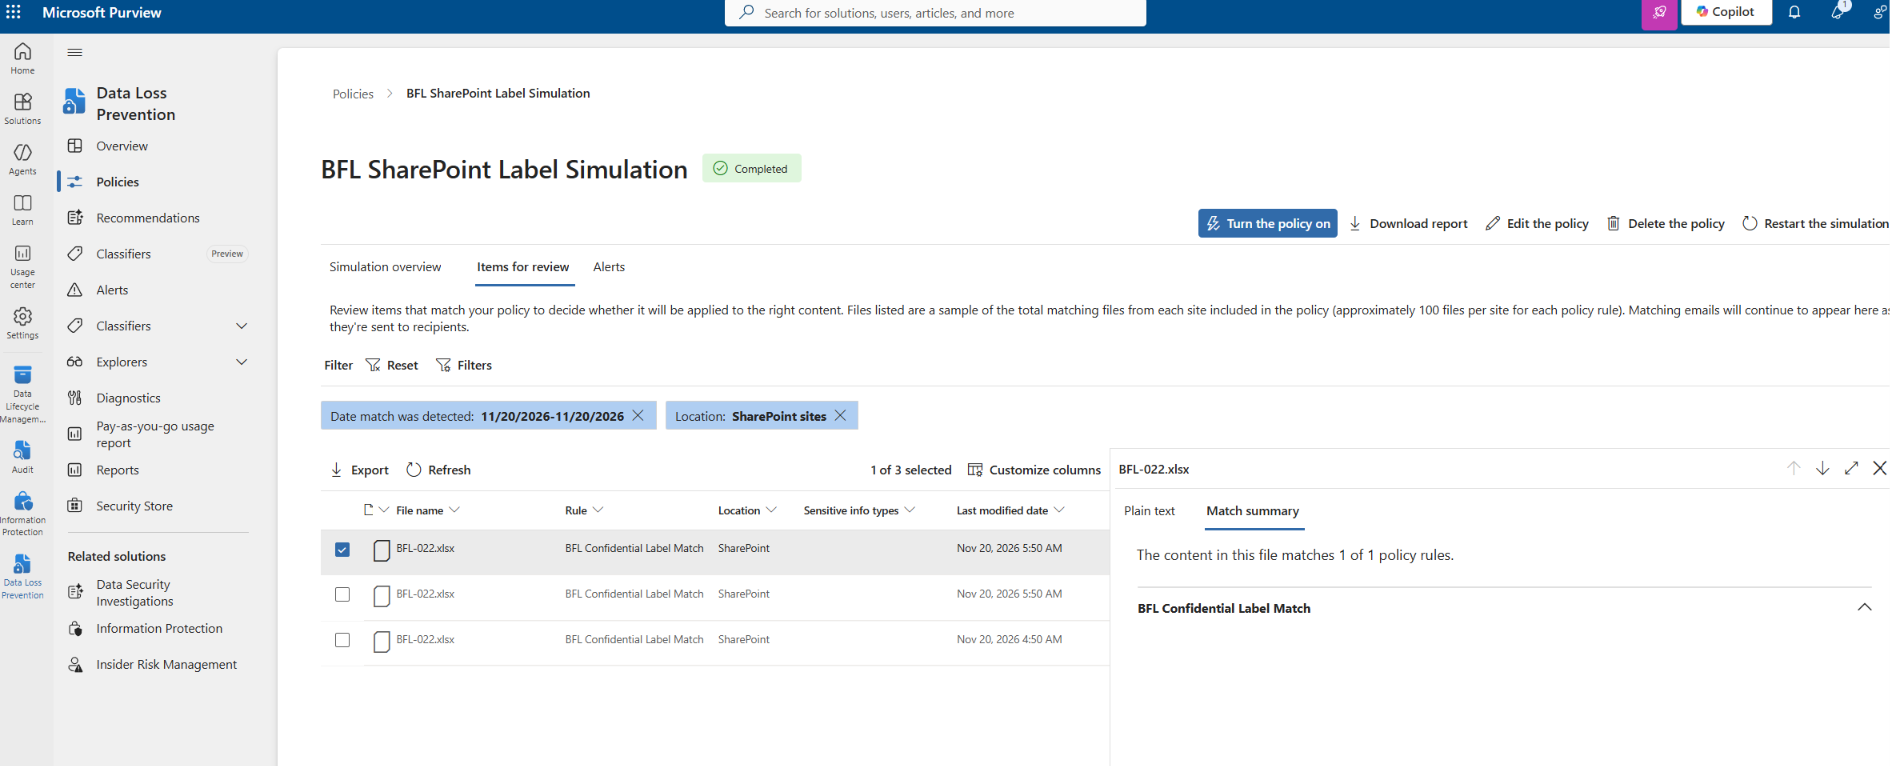 Microsoft Purview
Search for solutions, users, articles, and more
Copilot
1
Home
Solutions
Agents
Learn
Usage
center
Settings
Data
Lifecycle
Managem...
Audit
Information
Protection
Data Loss
Prevention
Data Loss
Prevention
Overview
Policies
Recommendations
Classifiers Preview
Alerts
Classifiers
Explorers
Diagnostics
Pay-as-you-go usage
report
Reports
Security Store
Related solutions
Data Security
Investigations
Information Protection
Insider Risk Management
Policies > BFL SharePoint Label Simulation
BFL SharePoint Label Simulation Completed
Turn the policy on Download report Edit the policy Delete the policy Restart the simulation
Simulation overview Items for review Alerts
Review items that match your policy to decide whether it will be applied to the right content. Files listed are a sample of the total matching files from each site included in the policy (approximately 100 files per site for each policy rule). Matching emails will continue to appear here as
they're sent to recipients.
Filter Reset Filters
Date match was detected: 11/20/2026-11/20/2026 Location: SharePoint sites
Export Refresh 1 of 3 selected Customize columns
File name Rule Location Sensitive info types Last modified date
BFL-022.xlsx BFL Confidential Label Match SharePoint Nov 20, 2026 5:50 AM
BFL-022.xlsx BFL Confidential Label Match SharePoint Nov 20, 2026 5:50 AM
BFL-022.xlsx BFL Confidential Label Match SharePoint Nov 20, 2026 4:50 AM
BFL-022.xlsx
Plain text Match summary
The content in this file matches 1 of 1 policy rules.
BFL Confidential Label Match